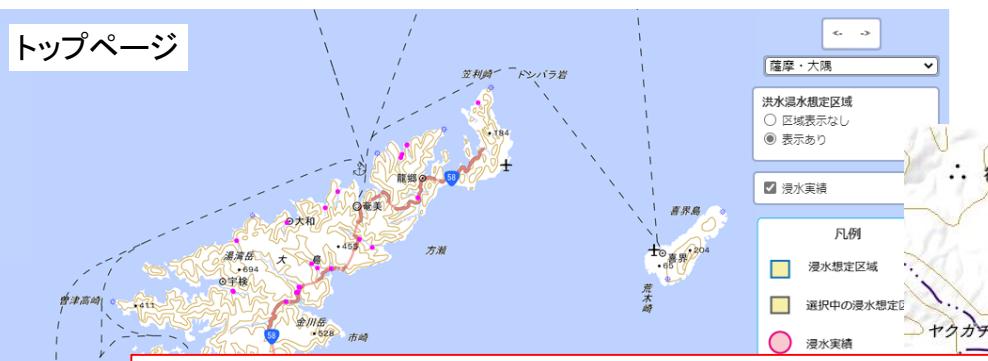 トップページ
<- ->
薩摩・大隅
笠利崎
トンバラ岩
洪水浸水想定区域
区域表示なし
表示あり
184
龍郷
58
浸水実績
奄美
大和
喜界島
凡例
455
方瀬
湯湾岳
大島
204
喜界
65
浸水想定区域
694
宇検
荒木崎
曽津高崎
411
選択中の浸水想定区
金川岳
市崎
528
58
浸水実績
ヤクガチ